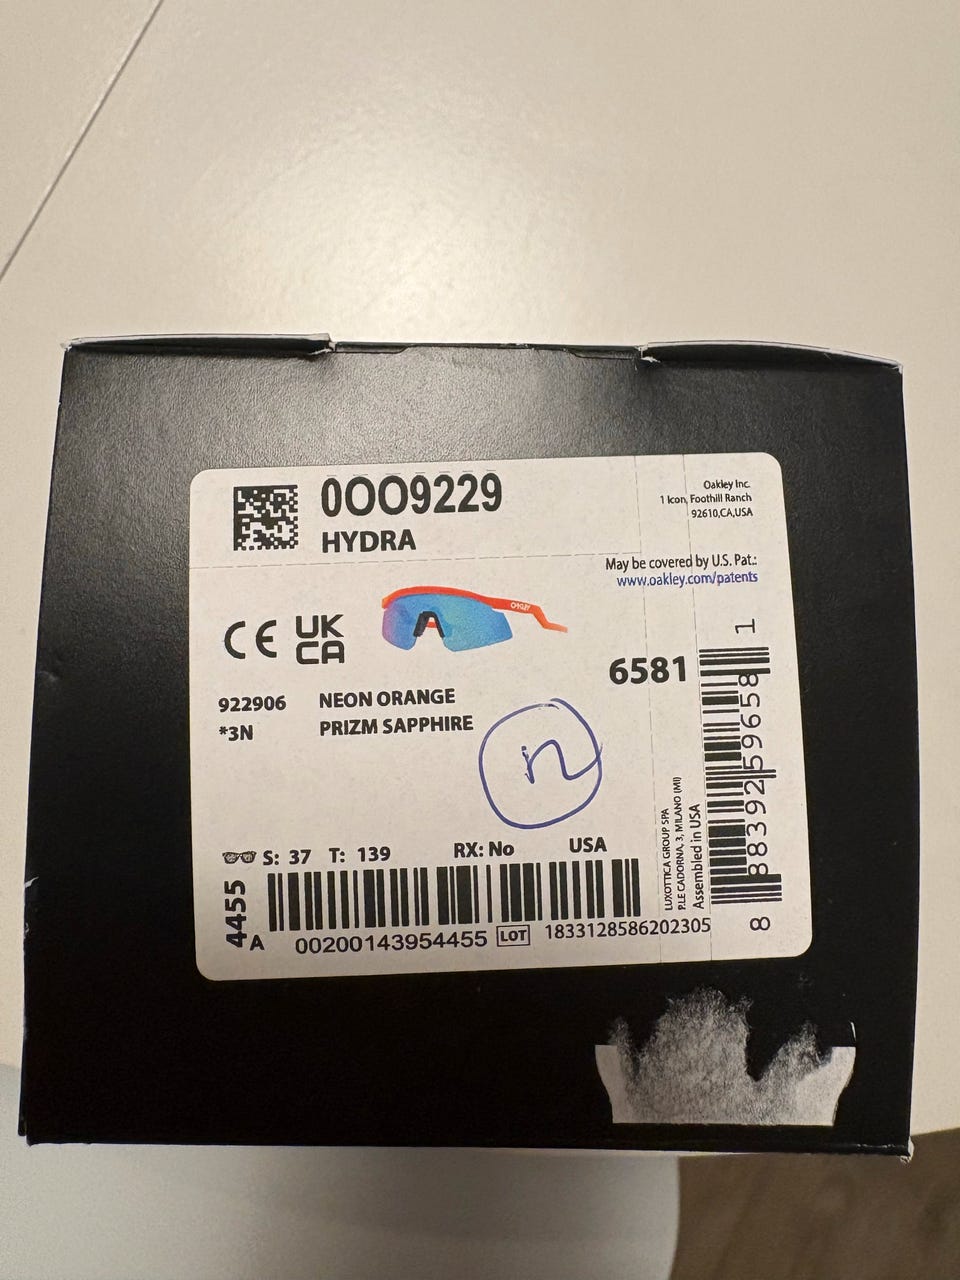 0OO9229
HYDRA
Oakley Inc.
1 Icon, Foothill Ranch
92610,CA,USA
May be covered by U.S. Pat.:
www.oakley.com/patents
CE UK
CA
OAKLEY
6581
922906 NEON ORANGE
*3N PRIZM SAPPHIRE
n
S: 37 T: 139 RX: No USA
4455
A 00200143954455 LOT 1833128586202305
LUXOTTICA GROUP SPA
P.LE CADORNA, 3, MILANO (MI)
Assembled in USA
8 88392 59658 1